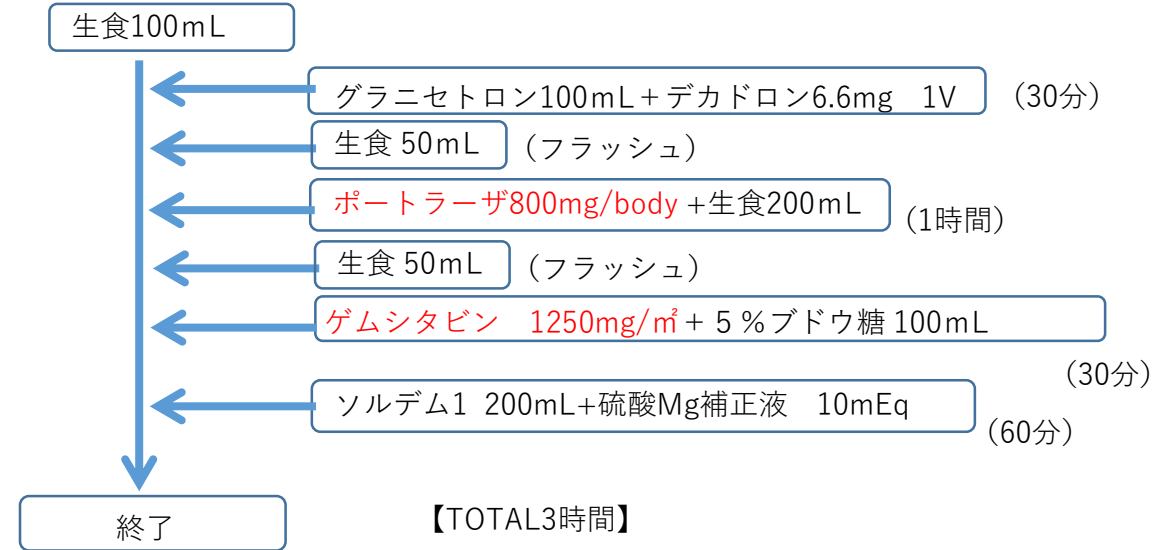 生食100mL
グラニセトロン100mL+デカドロン6.6mg 1V (30分)
生食 50mL (フラッシュ)
ポートラーザ800mg/body +生食200mL (1時間)
生食 50mL (フラッシュ)
ゲムシタビン 1250mg/㎡+ 5 %ブドウ糖 100mL
(30分)
ソルデム1 200mL+硫酸Mg補正液 10mEq
(60分)
終了 【TOTAL3時間】